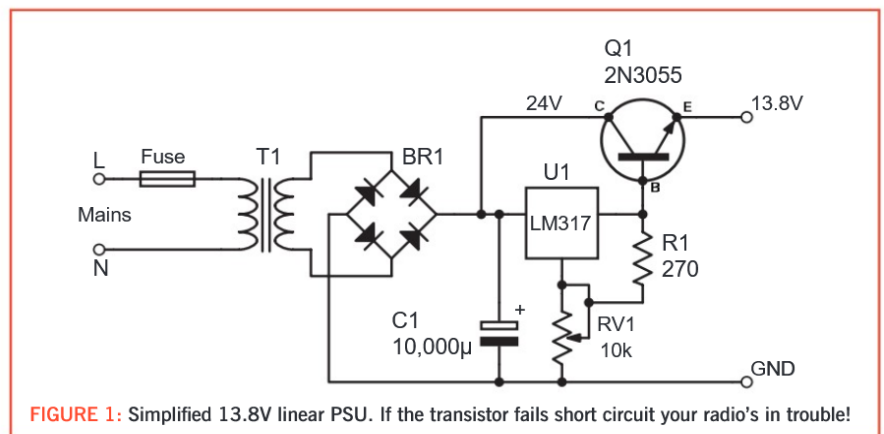 Q1
2N3055
24V
C
E
13.8V
L
Fuse
T1
BR1
U1
B
Mains
LM317
R1
270
N
C1
10,000µ
+
RV1
10k
GND
FIGURE 1: Simplified 13.8V linear PSU. If the transistor fails short circuit your radio's in trouble!